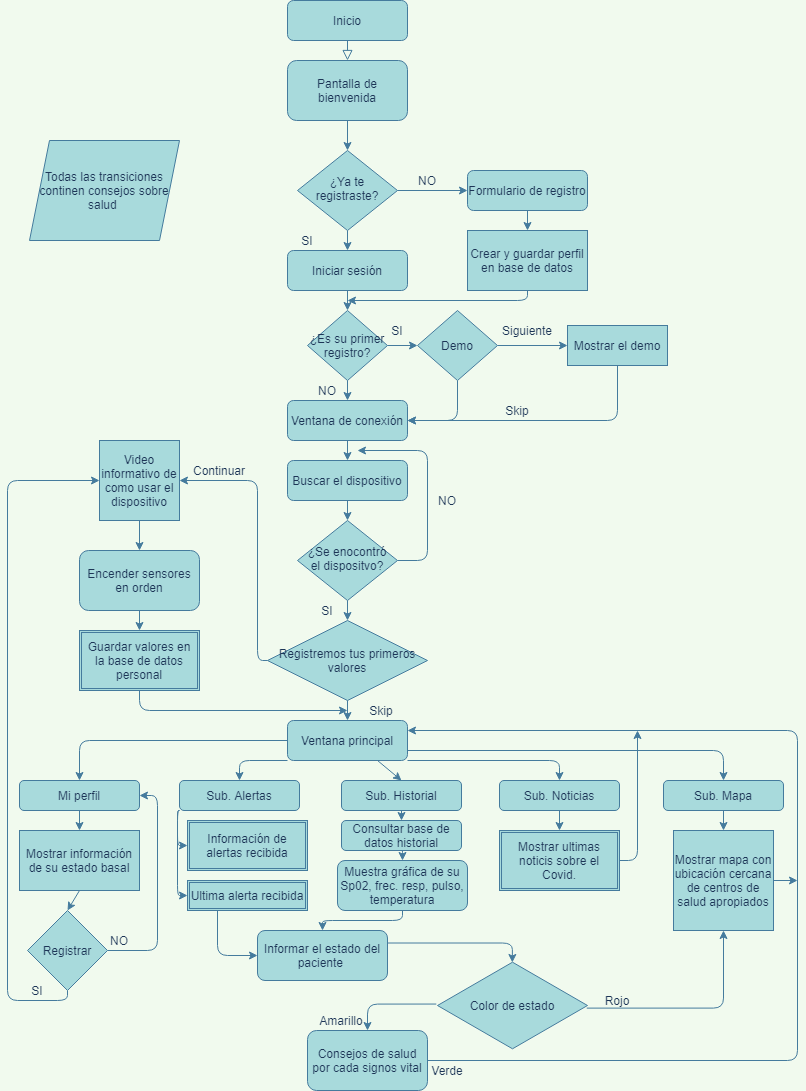 Inicio
Pantalla de
bienvenida
Todas las transiciones
continen consejos sobre
salud
¿Ya te
registraste?
NO
Formulario de registro
SI
Crear y guardar perfil
en base de datos
Iniciar sesión
¿Es su primer
registro?
SI
Demo
Siguiente
Mostrar el demo
NO
Ventana de conexión
Skip
Video
informativo de
como usar el
dispositivo
Continuar
Buscar el dispositivo
NO
¿Se enocontró
el dispositvo?
Encender sensores
en orden
SI
Guardar valores en
la base de datos
personal
Registremos tus primeros
valores
Skip
Ventana principal
Mi perfil
Sub. Alertas
Sub. Historial
Sub. Noticias
Sub. Mapa
Mostrar información
de su estado basal
Información de
alertas recibida
Consultar base de
datos historial
Mostrar ultimas
noticis sobre el
Covid.
Mostrar mapa con
ubicación cercana
de centros de
salud apropiados
Muestra gráfica de su
Sp02, frec. resp, pulso,
temperatura
Ultima alerta recibida
Registrar
NO
SI
Informar el estado del
paciente
Color de estado
Rojo
Amarillo
Consejos de salud
por cada signos vital
Verde